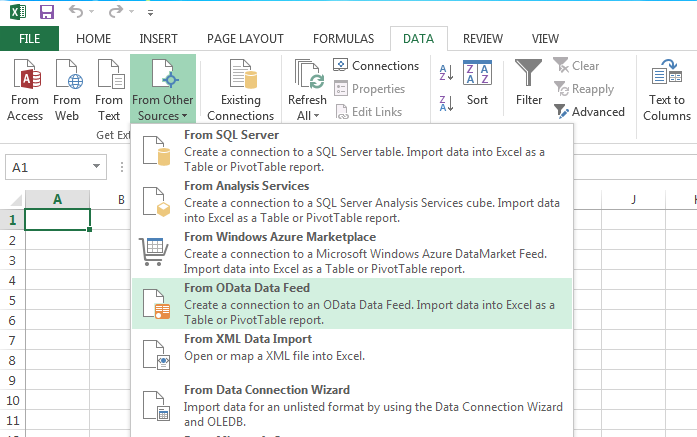 FILE HOME INSERT PAGE LAYOUT FORMULAS DATA REVIEW VIEW
From Access
From Web
From Text
From Other Sources
Existing Connections
Refresh All
Connections
Properties
Edit Links
Sort
Filter
Clear
Reapply
Advanced
Text to Columns
Get Ex
A1
A B J
1
2
3
4
5
6
7
8
9
10
11
From SQL Server
Create a connection to a SQL Server table. Import data into Excel as a
Table or PivotTable report.
From Analysis Services
Create a connection to a SQL Server Analysis Services cube. Import data
into Excel as a Table or PivotTable report.
From Windows Azure Marketplace
Create a connection to a Microsoft Windows Azure DataMarket Feed.
Import data into Excel as a Table or PivotTable report.
From OData Data Feed
Create a connection to an OData Data Feed. Import data into Excel as a
Table or PivotTable report.
From XML Data Import
Open or map a XML file into Excel.
From Data Connection Wizard
Import data for an unlisted format by using the Data Connection Wizard
and OLEDB.